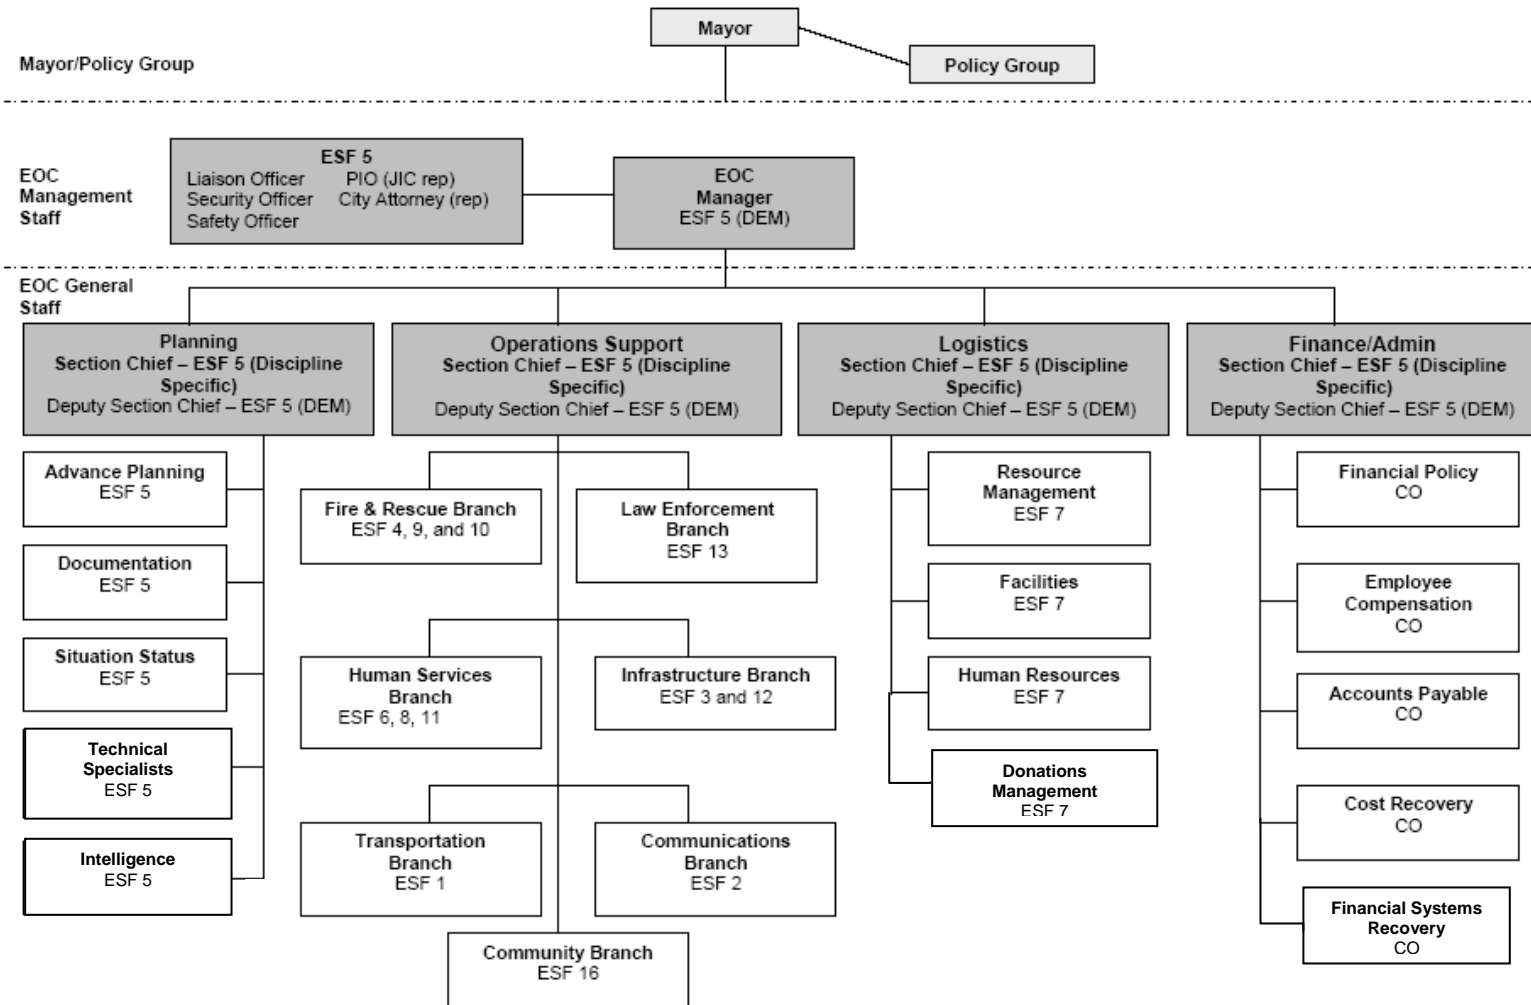 Mayor
Mayor/Policy Group
Policy Group
EOC
Management
Staff
ESF 5
Liaison Officer PIO (JIC rep)
Security Officer City Attorney (rep)
Safety Officer
EOC
Manager
ESF 5 (DEM)
EOC General
Staff
Planning
Section Chief – ESF 5 (Discipline
Specific)
Deputy Section Chief – ESF 5 (DEM)
Operations Support
Section Chief – ESF 5 (Discipline
Specific)
Deputy Section Chief – ESF 5 (DEM)
Logistics
Section Chief – ESF 5 (Discipline
Specific)
Deputy Section Chief – ESF 5 (DEM)
Finance/Admin
Section Chief – ESF 5 (Discipline
Specific)
Deputy Section Chief – ESF 5 (DEM)
Advance Planning
ESF 5
Documentation
ESF 5
Situation Status
ESF 5
Technical
Specialists
ESF 5
Intelligence
ESF 5
Fire & Rescue Branch
ESF 4, 9, and 10
Law Enforcement
Branch
ESF 13
Human Services
Branch
ESF 6, 8, 11
Infrastructure Branch
ESF 3 and 12
Transportation
Branch
ESF 1
Communications
Branch
ESF 2
Community Branch
ESF 16
Resource
Management
ESF 7
Facilities
ESF 7
Human Resources
ESF 7
Donations
Management
ESF 7
Financial Policy
CO
Employee
Compensation
CO
Accounts Payable
CO
Cost Recovery
CO
Financial Systems
Recovery
CO